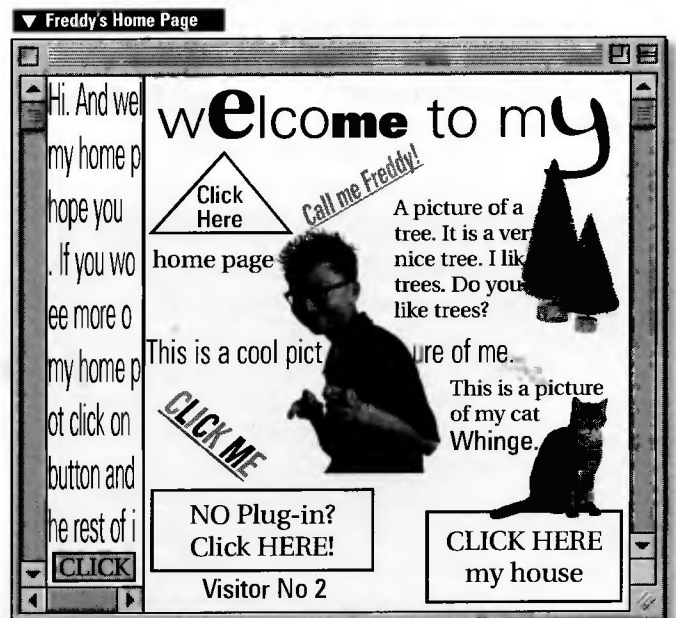 Freddy's Home Page
Hi. And wel
my home p
hope you
. If you wo
ee more o
my home p
ot click on
button and
he rest of i
CLICK
welcome to my
Click
Here
Call me Freddy!
home page
A picture of a
tree. It is a ver
nice tree. I lik
trees. Do you
like trees?
This is a cool pict ure of me.
This is a picture
of my cat
Whinge.
CLICK ME
NO Plug-in?
Click HERE!
Visitor No 2
CLICK HERE
my house